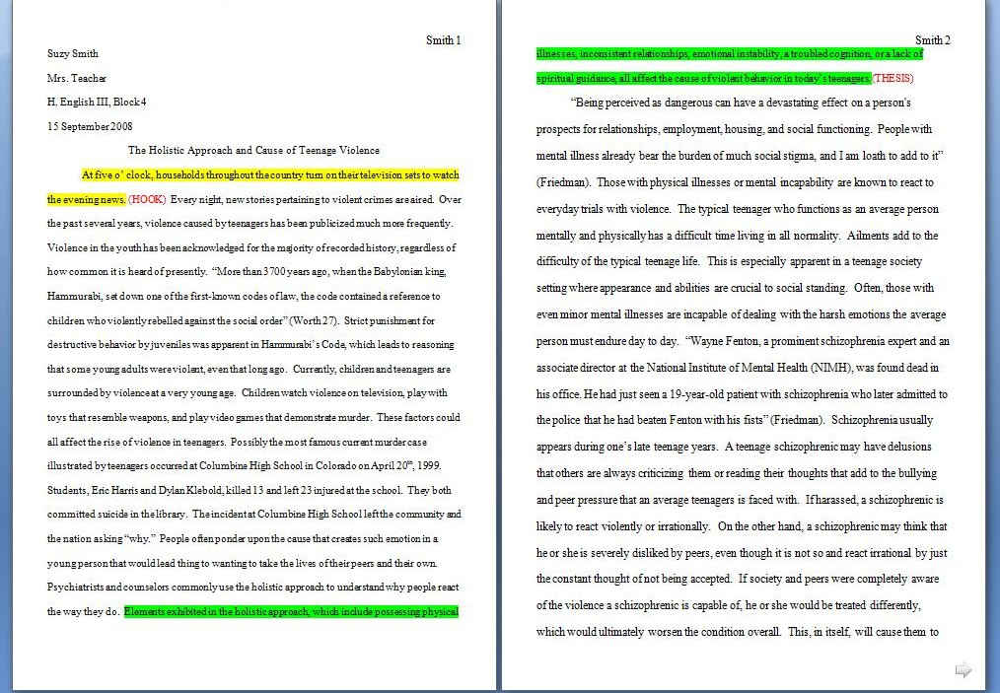 Smith 1
Suzy Smith
Mrs. Teacher
H. English III, Block 4
15 September 2008
The Holistic Approach and Cause of Teenage Violence
At five o’ clock, households throughout the country turn on their television sets to watch
the evening news. (HOOK) Every night, new stories pertaining to violent crimes are aired. Over
the past several years, violence caused by teenagers has been publicized much more frequently.
Violence in the youth has been acknowledged for the majority of recorded history, regardless of
how common it is heard of presently. “More than 3700 years ago, when the Babylonian king,
Hammurabi, set down one of the first-known codes of law, the code contained a reference to
children who violently rebelled against the social order” (Worth 27). Strict punishment for
destructive behavior by juveniles was apparent in Hammurabi’s Code, which leads to reasoning
that some young adults were violent, even that long ago. Currently, children and teenagers are
surrounded by violence at a very young age. Children watch violence on television, play with
toys that resemble weapons, and play video games that demonstrate murder. These factors could
all affect the rise of violence in teenagers. Possibly the most famous current murder case
illustrated by teenagers occurred at Columbine High School in Colorado on April 20th, 1999.
Students, Eric Harris and Dylan Klebold, killed 13 and left 23 injured at the school. They both
committed suicide in the library. The incident at Columbine High School left the community and
the nation asking “why.” People often ponder upon the cause that creates such emotion in a
young person that would lead thing to wanting to take the lives of their peers and their own.
Psychiatrists and counselors commonly use the holistic approach to understand why people react
the way they do. Elements exhibited in the holistic approach, which include possessing physical
Smith 2
illnesses, inconsistent relationships, emotional instability, a troubled cognition, or a lack of
spiritual guidance, all affect the cause of violent behavior in today’s teenagers. (THESIS)
“Being perceived as dangerous can have a devastating effect on a person's
prospects for relationships, employment, housing, and social functioning. People with
mental illness already bear the burden of much social stigma, and I am loath to add to it”
(Friedman). Those with physical illnesses or mental incapability are known to react to
everyday trials with violence. The typical teenager who functions as an average person
mentally and physically has a difficult time living in all normality. Ailments add to the
difficulty of the typical teenage life. This is especially apparent in a teenage society
setting where appearance and abilities are crucial to social standing. Often, those with
even minor mental illnesses are incapable of dealing with the harsh emotions the average
person must endure day to day. “Wayne Fenton, a prominent schizophrenia expert and an
associate director at the National Institute of Mental Health (NIMH), was found dead in
his office. He had just seen a 19-year-old patient with schizophrenia who later admitted to
the police that he had beaten Fenton with his fists” (Friedman). Schizophrenia usually
appears during one’s late teenage years. A teenage schizophrenic may have delusions
that others are always criticizing them or reading their thoughts that add to the bullying
and peer pressure that an average teenagers is faced with. If harassed, a schizophrenic is
likely to react violently or irrationally. On the other hand, a schizophrenic may think that
he or she is severely disliked by peers, even though it is not so and react irrational by just
the constant thought of not being accepted. If society and peers were completely aware
of the violence a schizophrenic is capable of, he or she would be treated differently,
which would ultimately worsen the condition overall. This, in itself, will cause them to